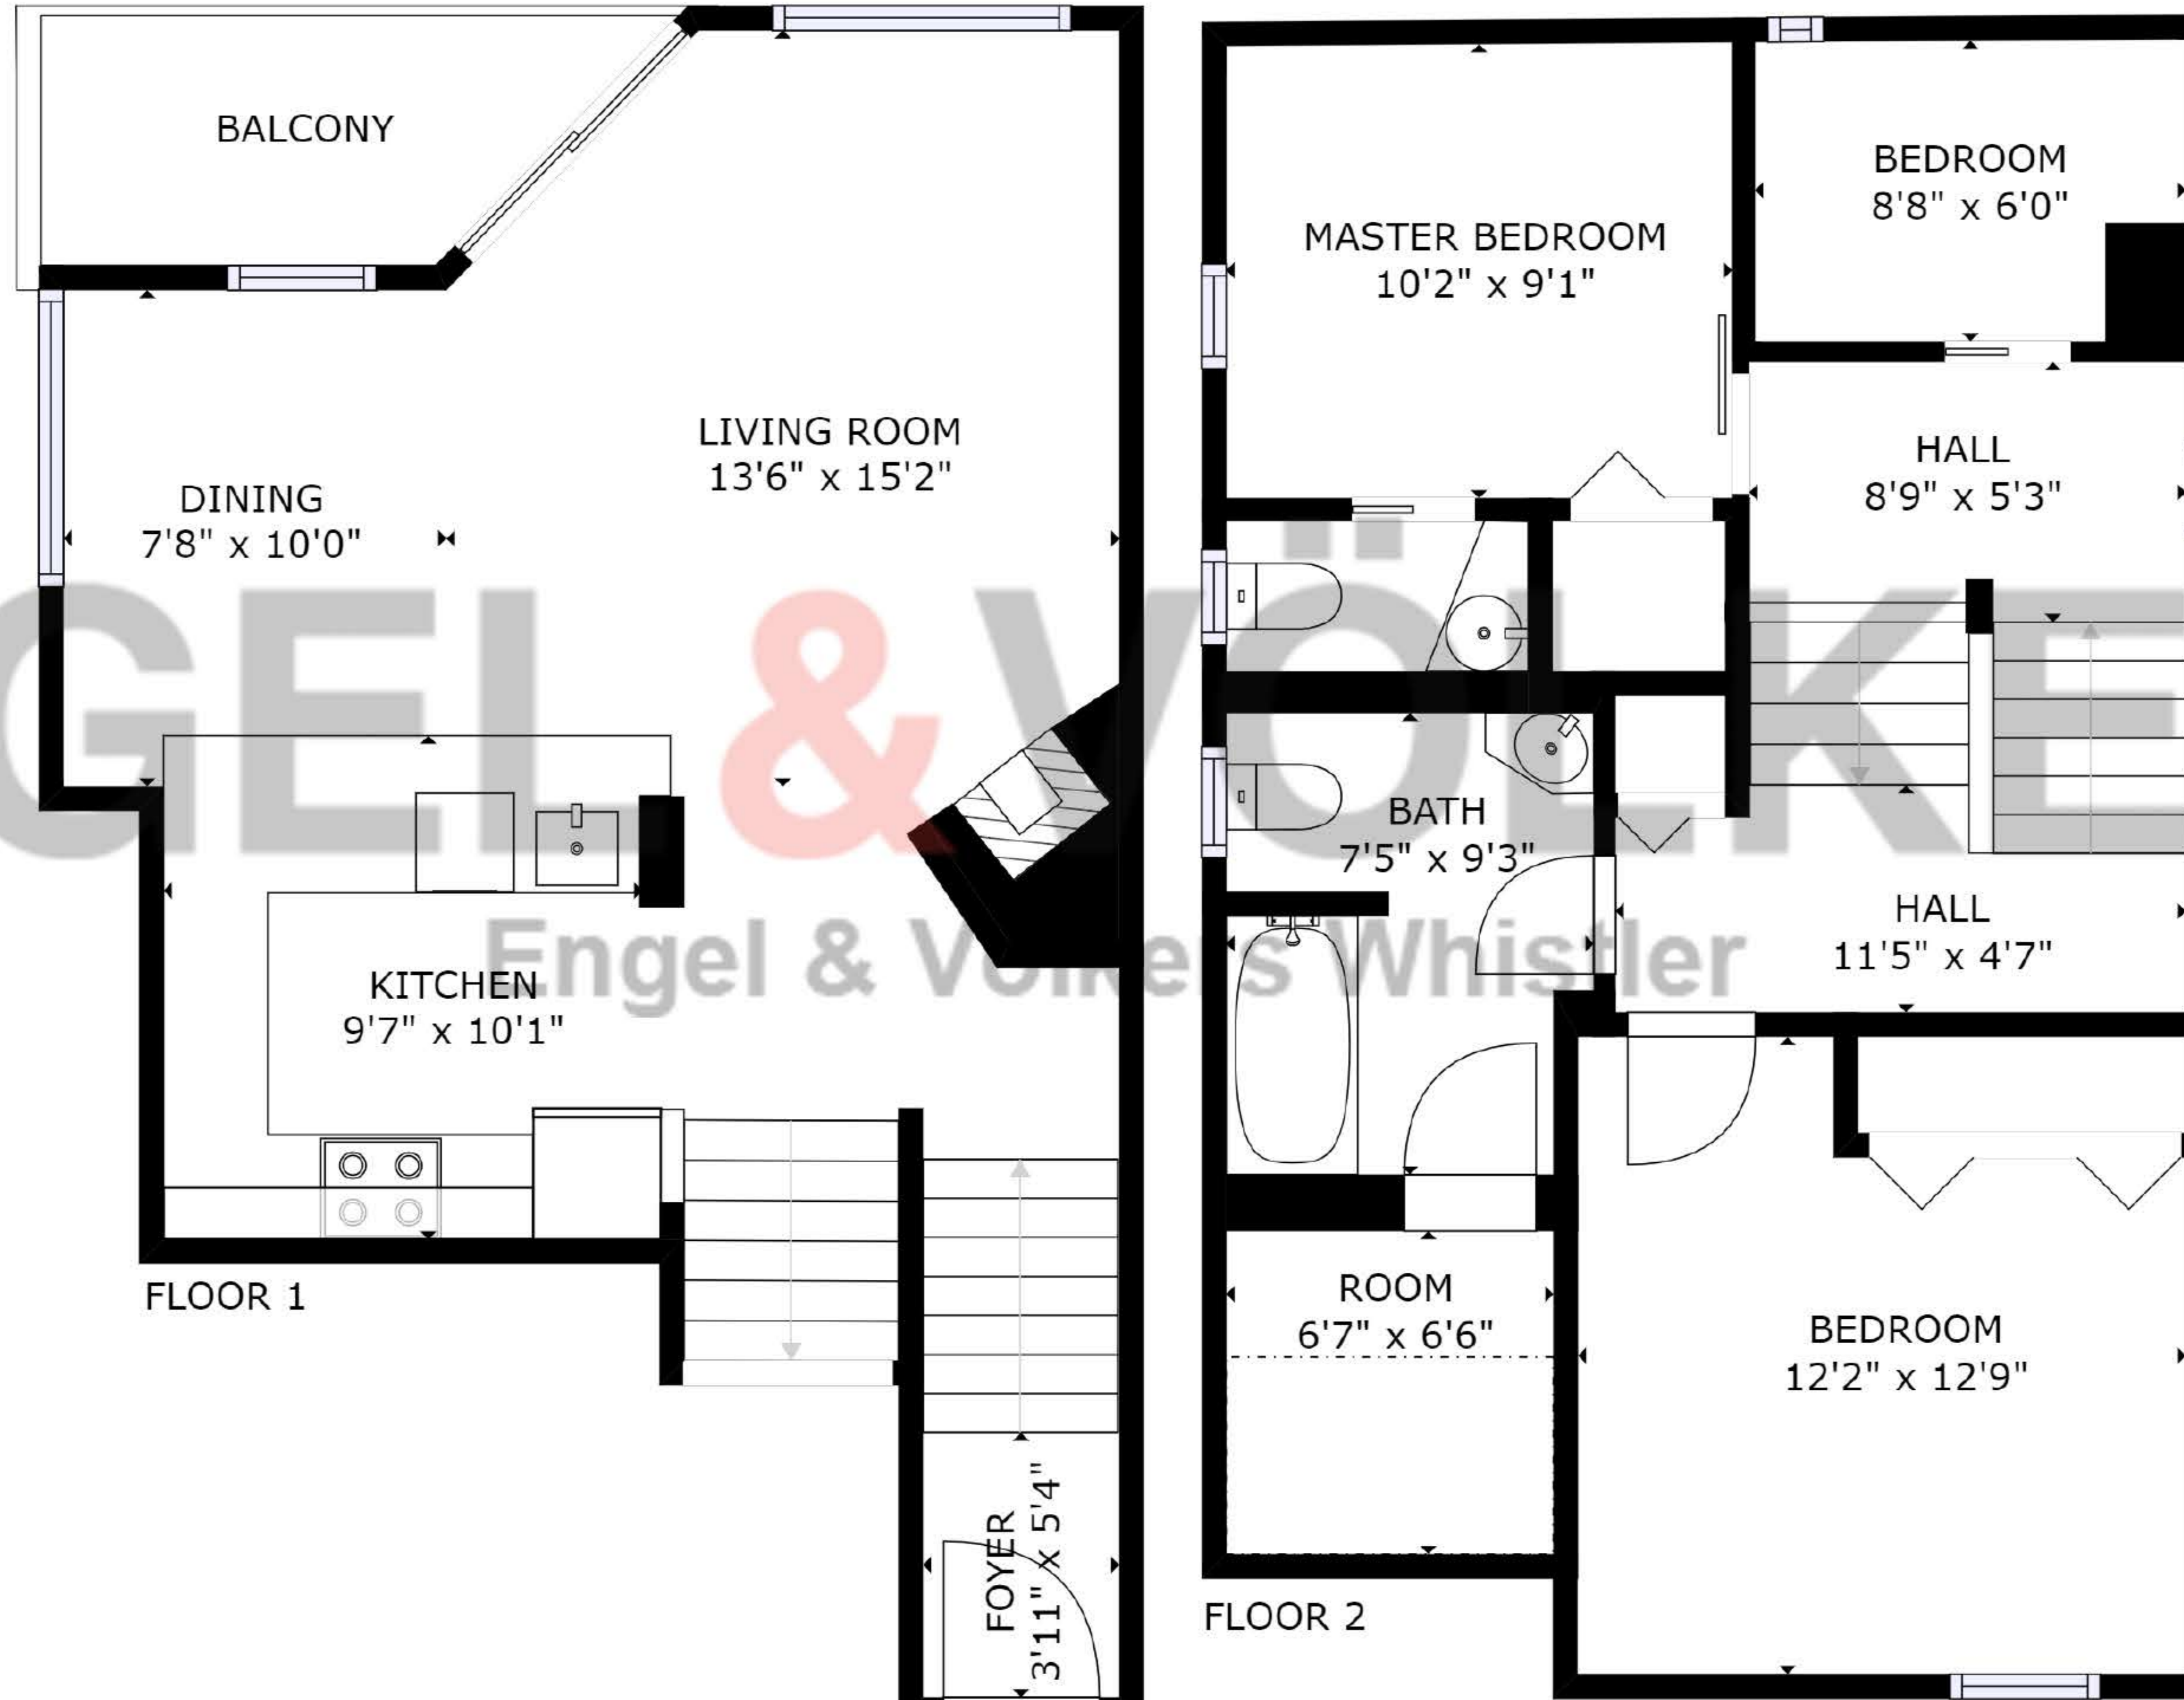 BALCONY
LIVING ROOM
13'6" x 15'2"
DINING
7'8" x 10'0"
KITCHEN
9'7" x 10'1"
FLOOR 1
FOYER
3'11" x 5'4"
MASTER BEDROOM
10'2" x 9'1"
BEDROOM
8'8" x 6'0"
HALL
8'9" x 5'3"
BATH
7'5" x 9'3"
HALL
11'5" x 4'7"
ROOM
6'7" x 6'6"
BEDROOM
12'2" x 12'9"
FLOOR 2
GEL & VÖLKE
Engel & Völkers Whistler